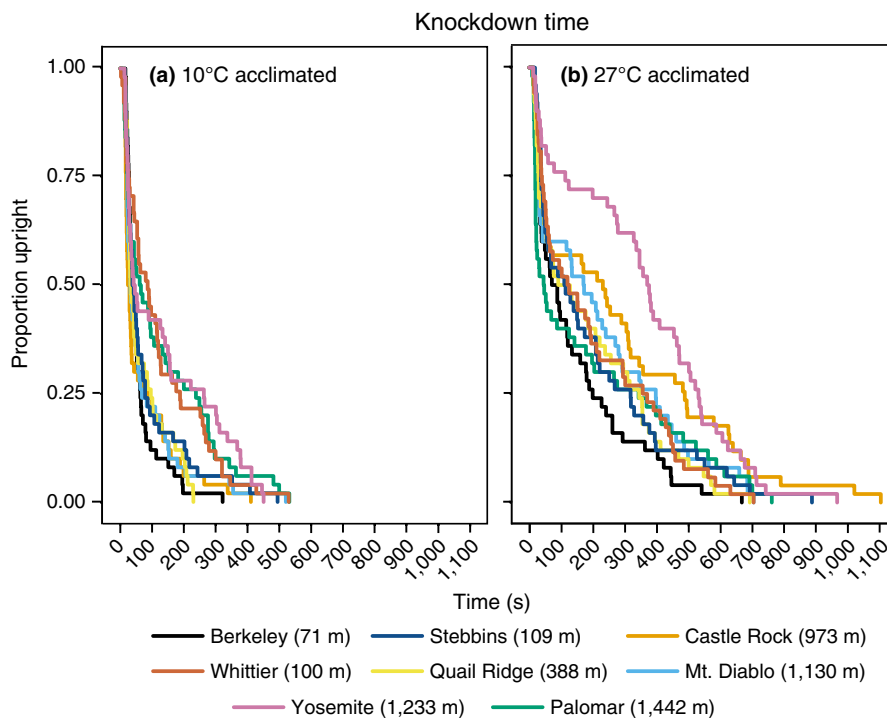 Knockdown time
(a) 10°C acclimated
(b) 27°C acclimated
Proportion upright
1.00
0.75
0.50
0.25
0.00
0 100 200 300 400 500 600 700 800 900 1,000 1,100
0 100 200 300 400 500 600 700 800 900 1,000 1,100
Time (s)
Berkeley (71 m) Stebbins (109 m) Castle Rock (973 m)
Whittier (100 m) Quail Ridge (388 m) Mt. Diablo (1,130 m)
Yosemite (1,233 m) Palomar (1,442 m)